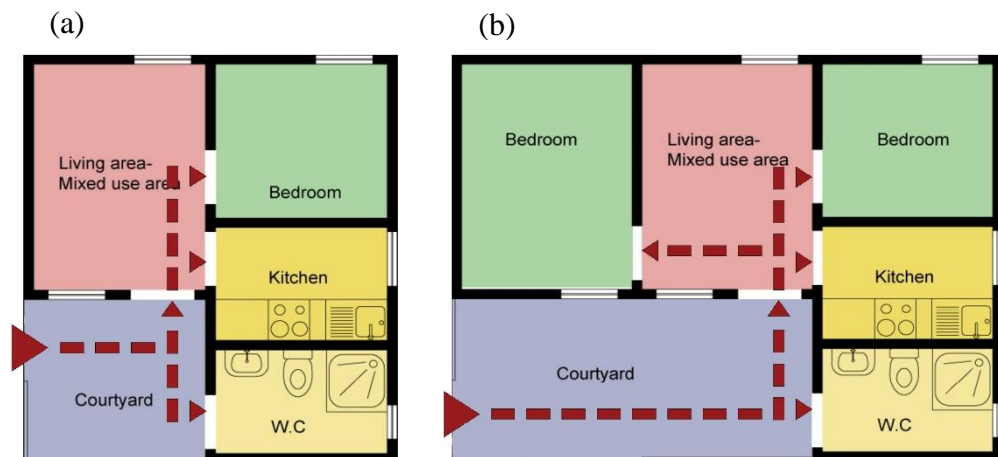 (a)
Living area-
Mixed use area
Bedroom
Kitchen
Courtyard
W.C
(b)
Bedroom
Living area-
Mixed use area
Bedroom
Kitchen
Courtyard
W.C